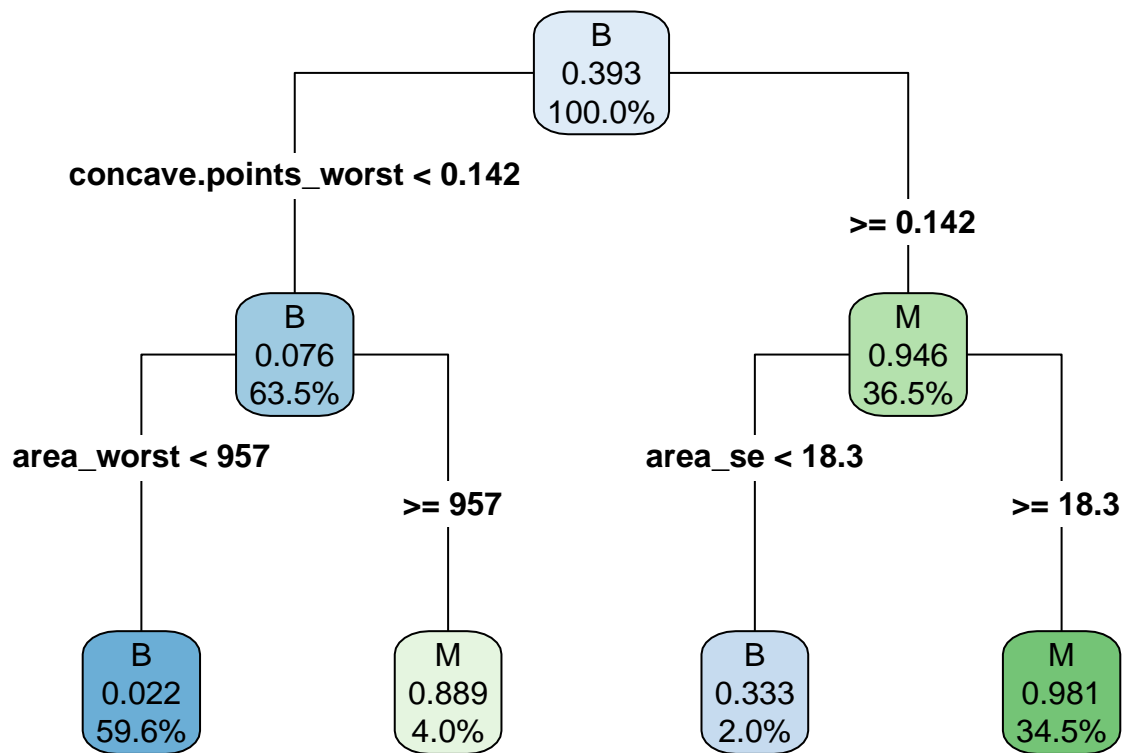 B
0.393
100.0%
concave.points_worst < 0.142
>= 0.142
B
0.076
63.5%
M
0.946
36.5%
area_worst < 957
>= 957
area_se < 18.3
>= 18.3
B
0.022
59.6%
M
0.889
4.0%
B
0.333
2.0%
M
0.981
34.5%